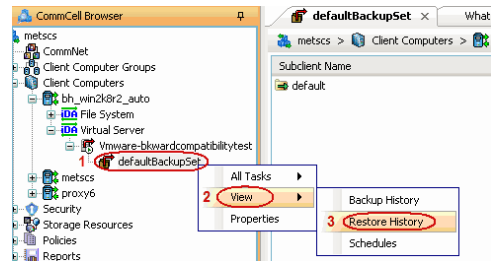 CommCell Browser
metscs
CommNet
Client Computer Groups
Client Computers
bh_win2k8r2_auto
iDA File System
iDA Virtual Server
Vmware-bkwardcompatibilitytest
1 defaultBackupSet
metscs
proxy6
Security
Storage Resources
Policies
Reports
defaultBackupSet × What
metscs > Client Computers >
Subclient Name
default
All Tasks
2 View
Properties
Backup History
3 Restore History
Schedules